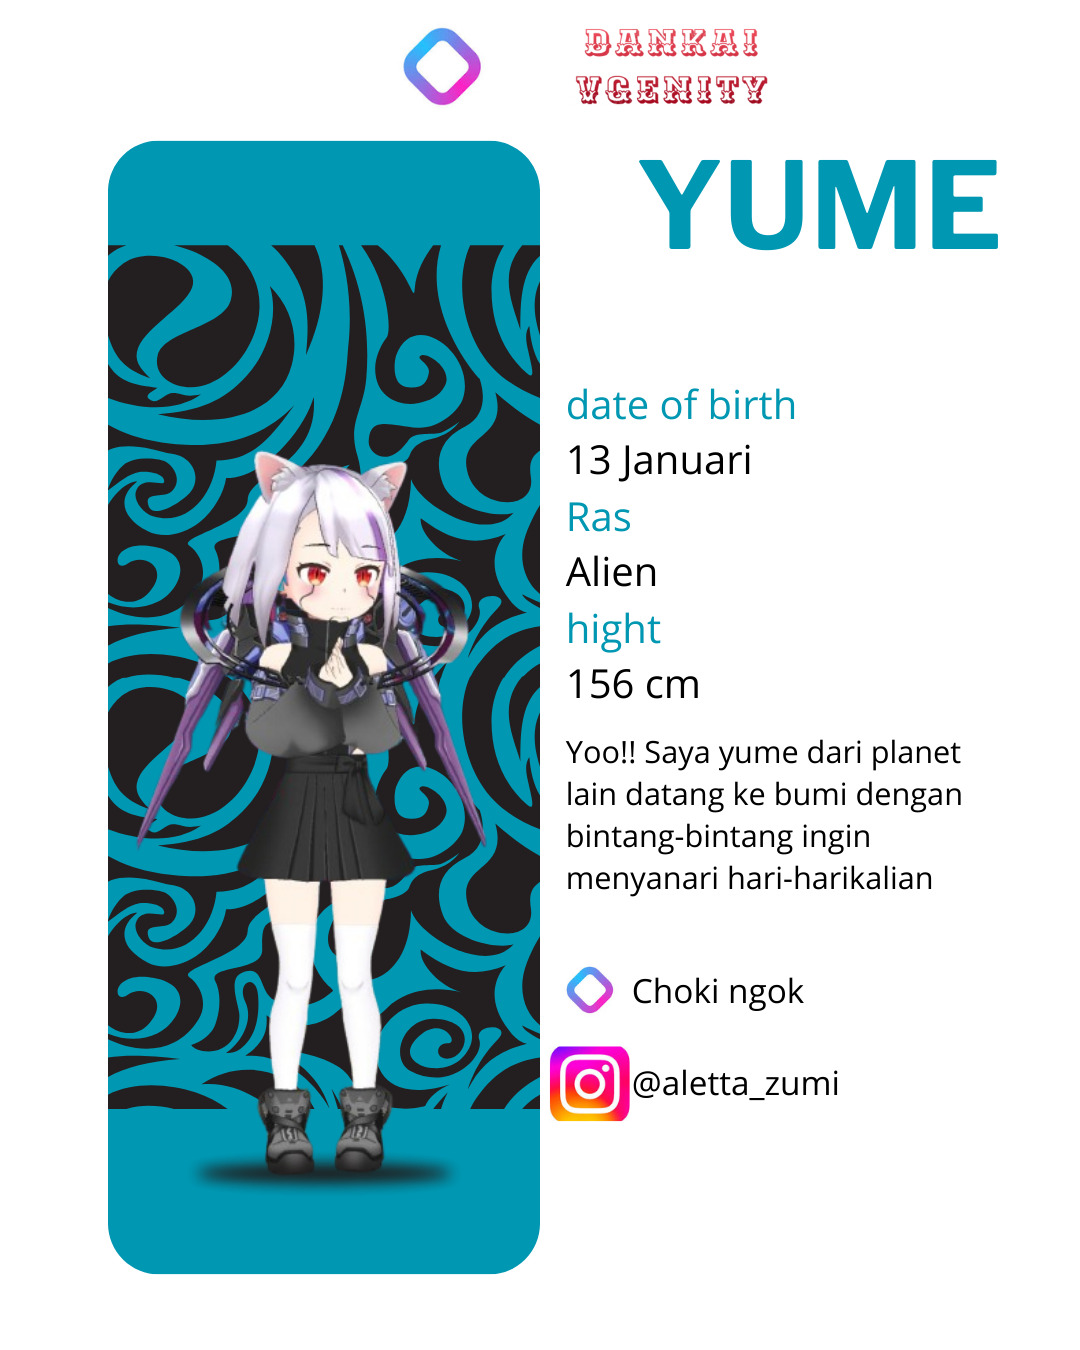 DANKAI
VGENITY
YUME
date of birth
13 Januari
Ras
Alien
hight
156 cm
Yoo!! Saya yume dari planet
lain datang ke bumi dengan
bintang-bintang ingin
menyanari hari-harikalian
Choki ngok
@aletta_zumi